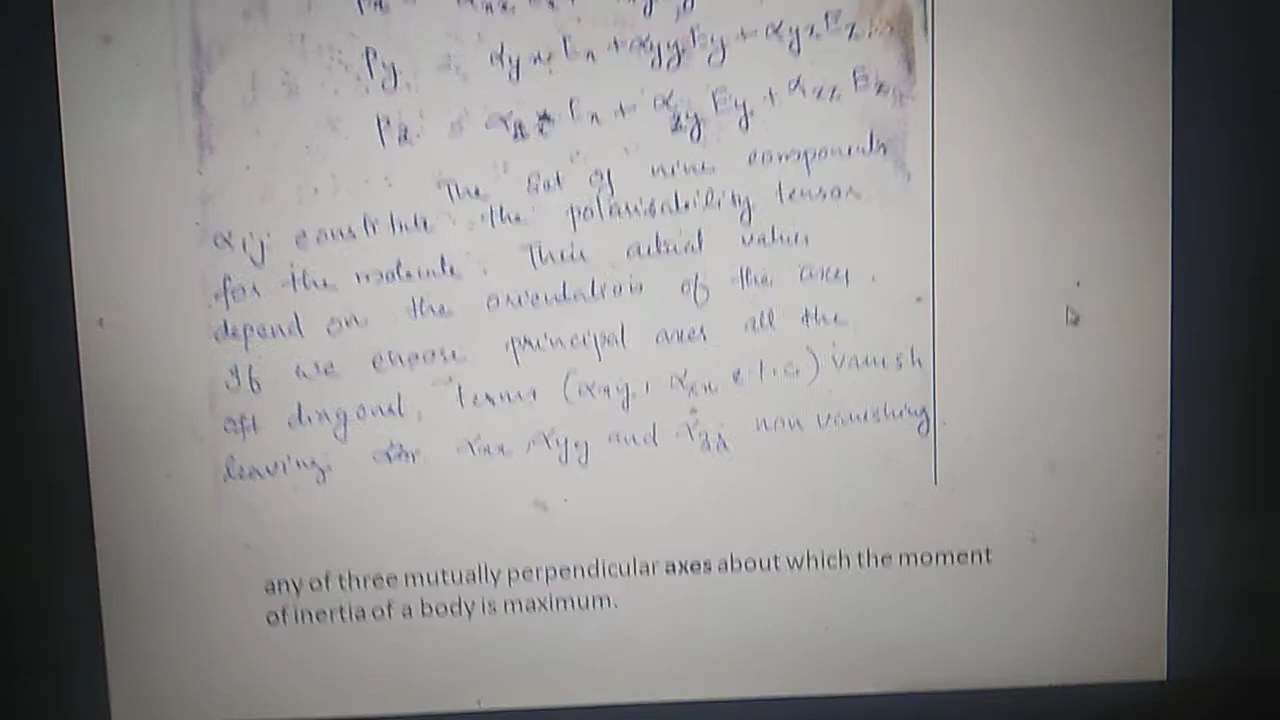 Py = αyx Ex + αyy Ey + αyz Ez
Pz = αzx Ex + αzy Ey + αzz Ez
The set of nine components
αij constitute the polarisability tensor
for the molecule. Their actual values
depend on the orientation of the axes.
If we choose principal axes all the
off diagonal terms (αxy, αzx etc.) vanish
leaving αxx, αyy and αzz non vanishing
any of three mutually perpendicular axes about which the moment
of inertia of a body is maximum.